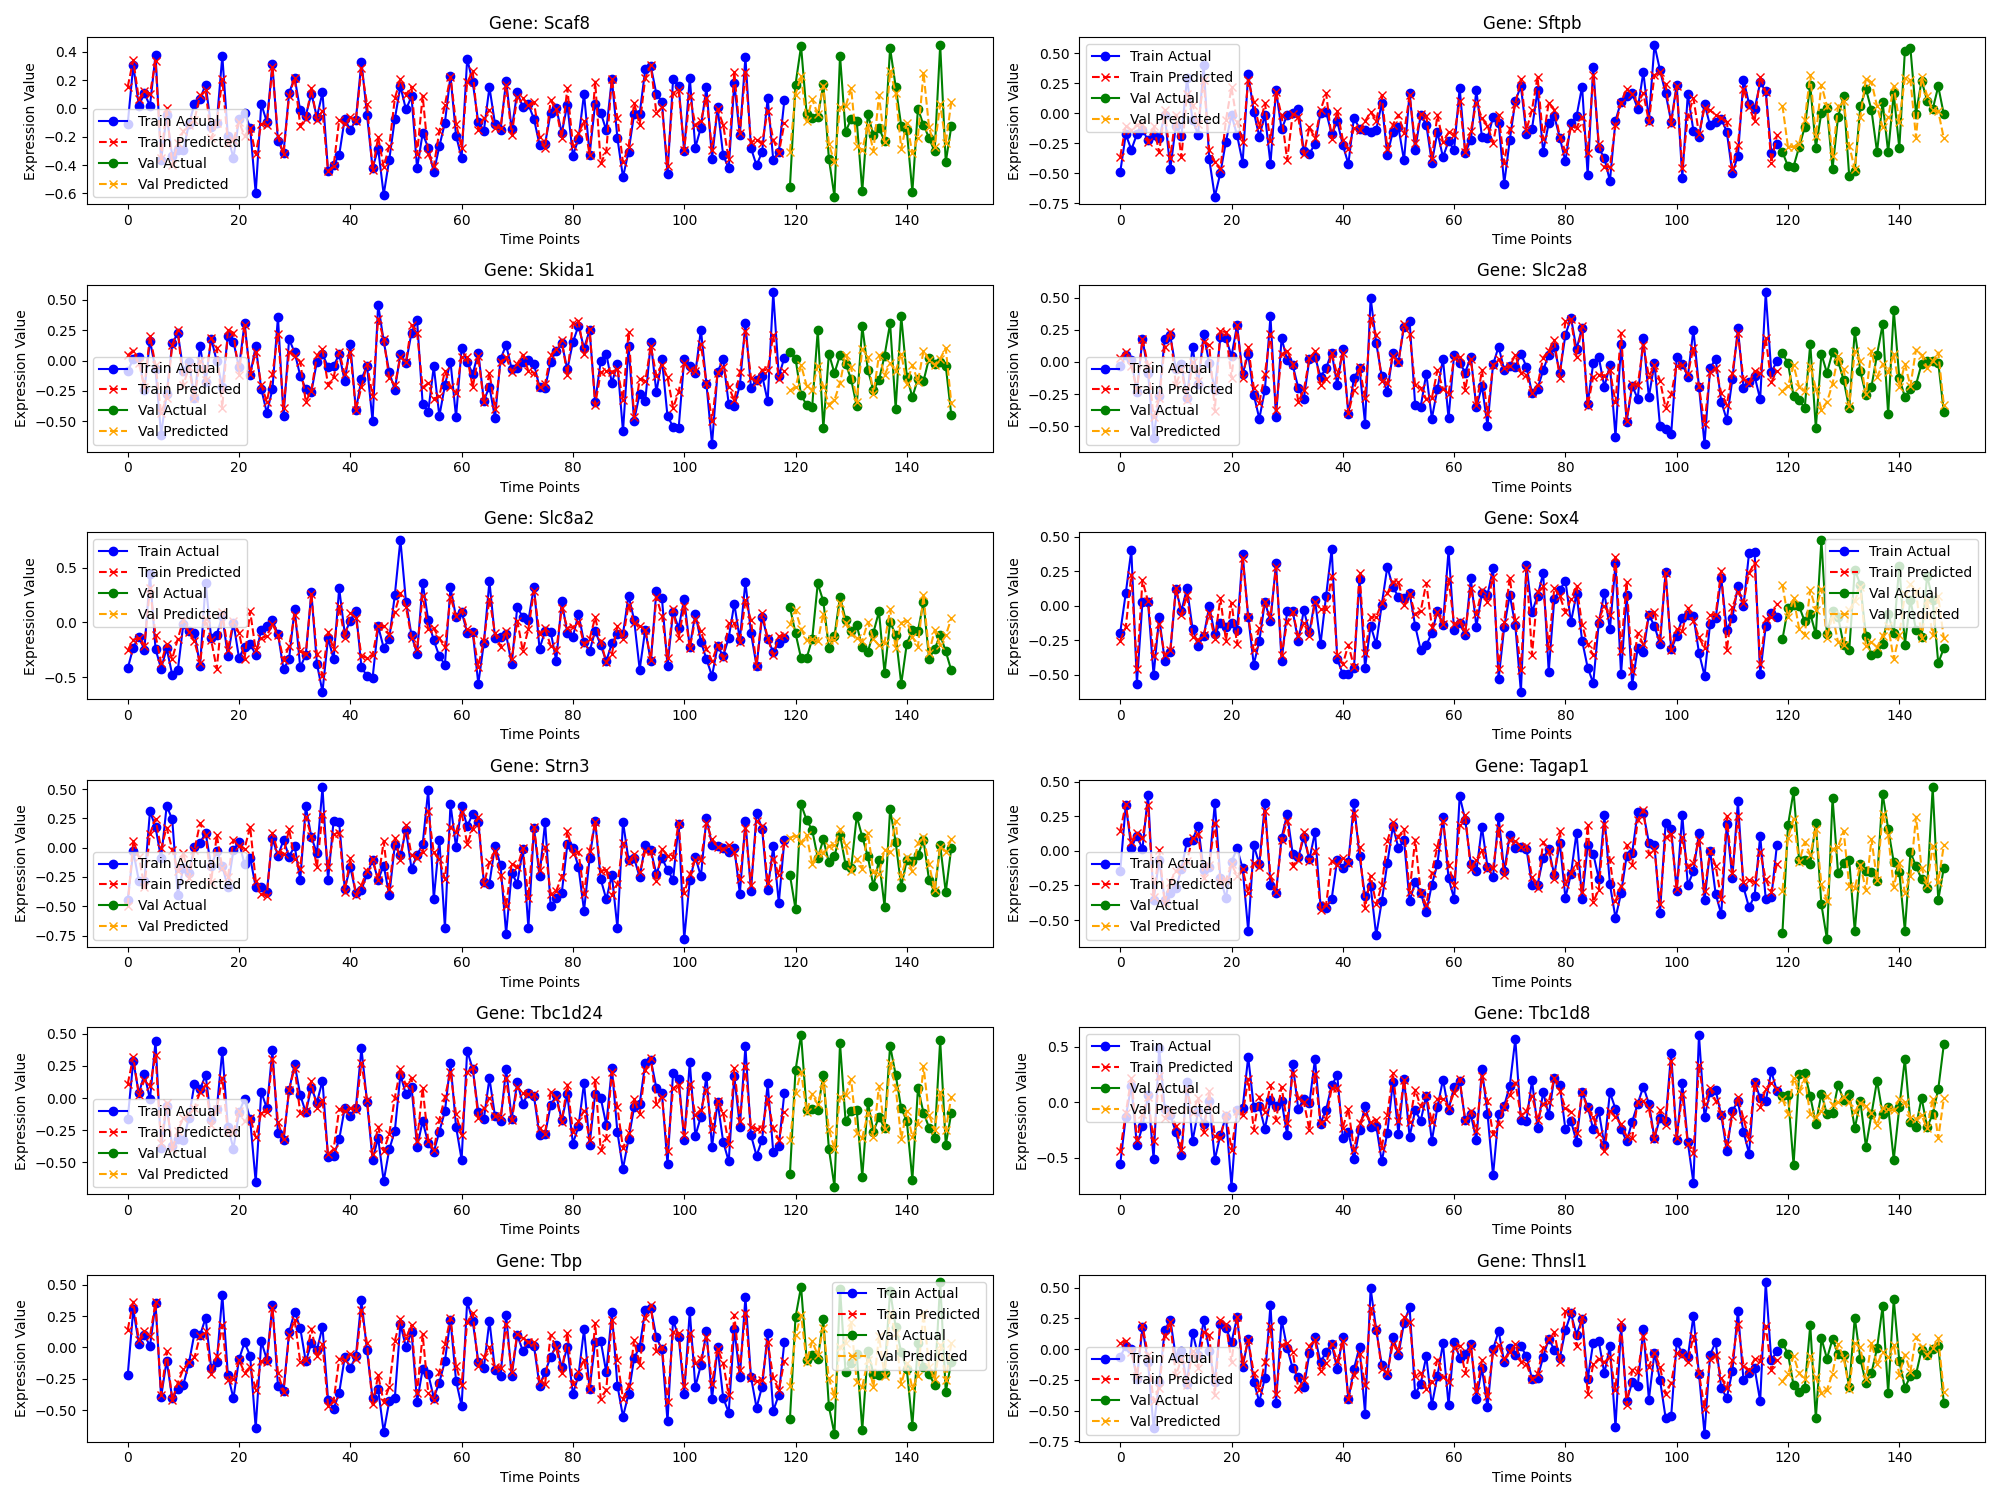 Gene: Scaf8
Expression Value
0.4
0.2
0.0
−0.2
−0.4
−0.6
Train Actual
Train Predicted
Val Actual
Val Predicted
0 20 40 60 80 100 120 140
Time Points
Gene: Sftpb
Expression Value
0.50
0.25
0.00
−0.25
−0.50
−0.75
Train Actual
Train Predicted
Val Actual
Val Predicted
0 20 40 60 80 100 120 140
Time Points
Gene: Skida1
Expression Value
0.50
0.25
0.00
−0.25
−0.50
Train Actual
Train Predicted
Val Actual
Val Predicted
0 20 40 60 80 100 120 140
Time Points
Gene: Slc2a8
Expression Value
0.50
0.25
0.00
−0.25
−0.50
Train Actual
Train Predicted
Val Actual
Val Predicted
0 20 40 60 80 100 120 140
Time Points
Gene: Slc8a2
Expression Value
0.5
0.0
−0.5
Train Actual
Train Predicted
Val Actual
Val Predicted
0 20 40 60 80 100 120 140
Time Points
Gene: Sox4
Expression Value
0.50
0.25
0.00
−0.25
−0.50
Train Actual
Train Predicted
Val Actual
Val Predicted
0 20 40 60 80 100 120 140
Time Points
Gene: Strn3
Expression Value
0.50
0.25
0.00
−0.25
−0.50
−0.75
Train Actual
Train Predicted
Val Actual
Val Predicted
0 20 40 60 80 100 120 140
Time Points
Gene: Tagap1
Expression Value
0.50
0.25
0.00
−0.25
−0.50
Train Actual
Train Predicted
Val Actual
Val Predicted
0 20 40 60 80 100 120 140
Time Points
Gene: Tbc1d24
Expression Value
0.50
0.25
0.00
−0.25
−0.50
Train Actual
Train Predicted
Val Actual
Val Predicted
0 20 40 60 80 100 120 140
Time Points
Gene: Tbc1d8
Expression Value
0.5
0.0
−0.5
Train Actual
Train Predicted
Val Actual
Val Predicted
0 20 40 60 80 100 120 140
Time Points
Gene: Tbp
Expression Value
0.50
0.25
0.00
−0.25
−0.50
Train Actual
Train Predicted
Val Actual
Val Predicted
0 20 40 60 80 100 120 140
Time Points
Gene: Thnsl1
Expression Value
0.50
0.25
0.00
−0.25
−0.50
−0.75
Train Actual
Train Predicted
Val Actual
Val Predicted
0 20 40 60 80 100 120 140
Time Points